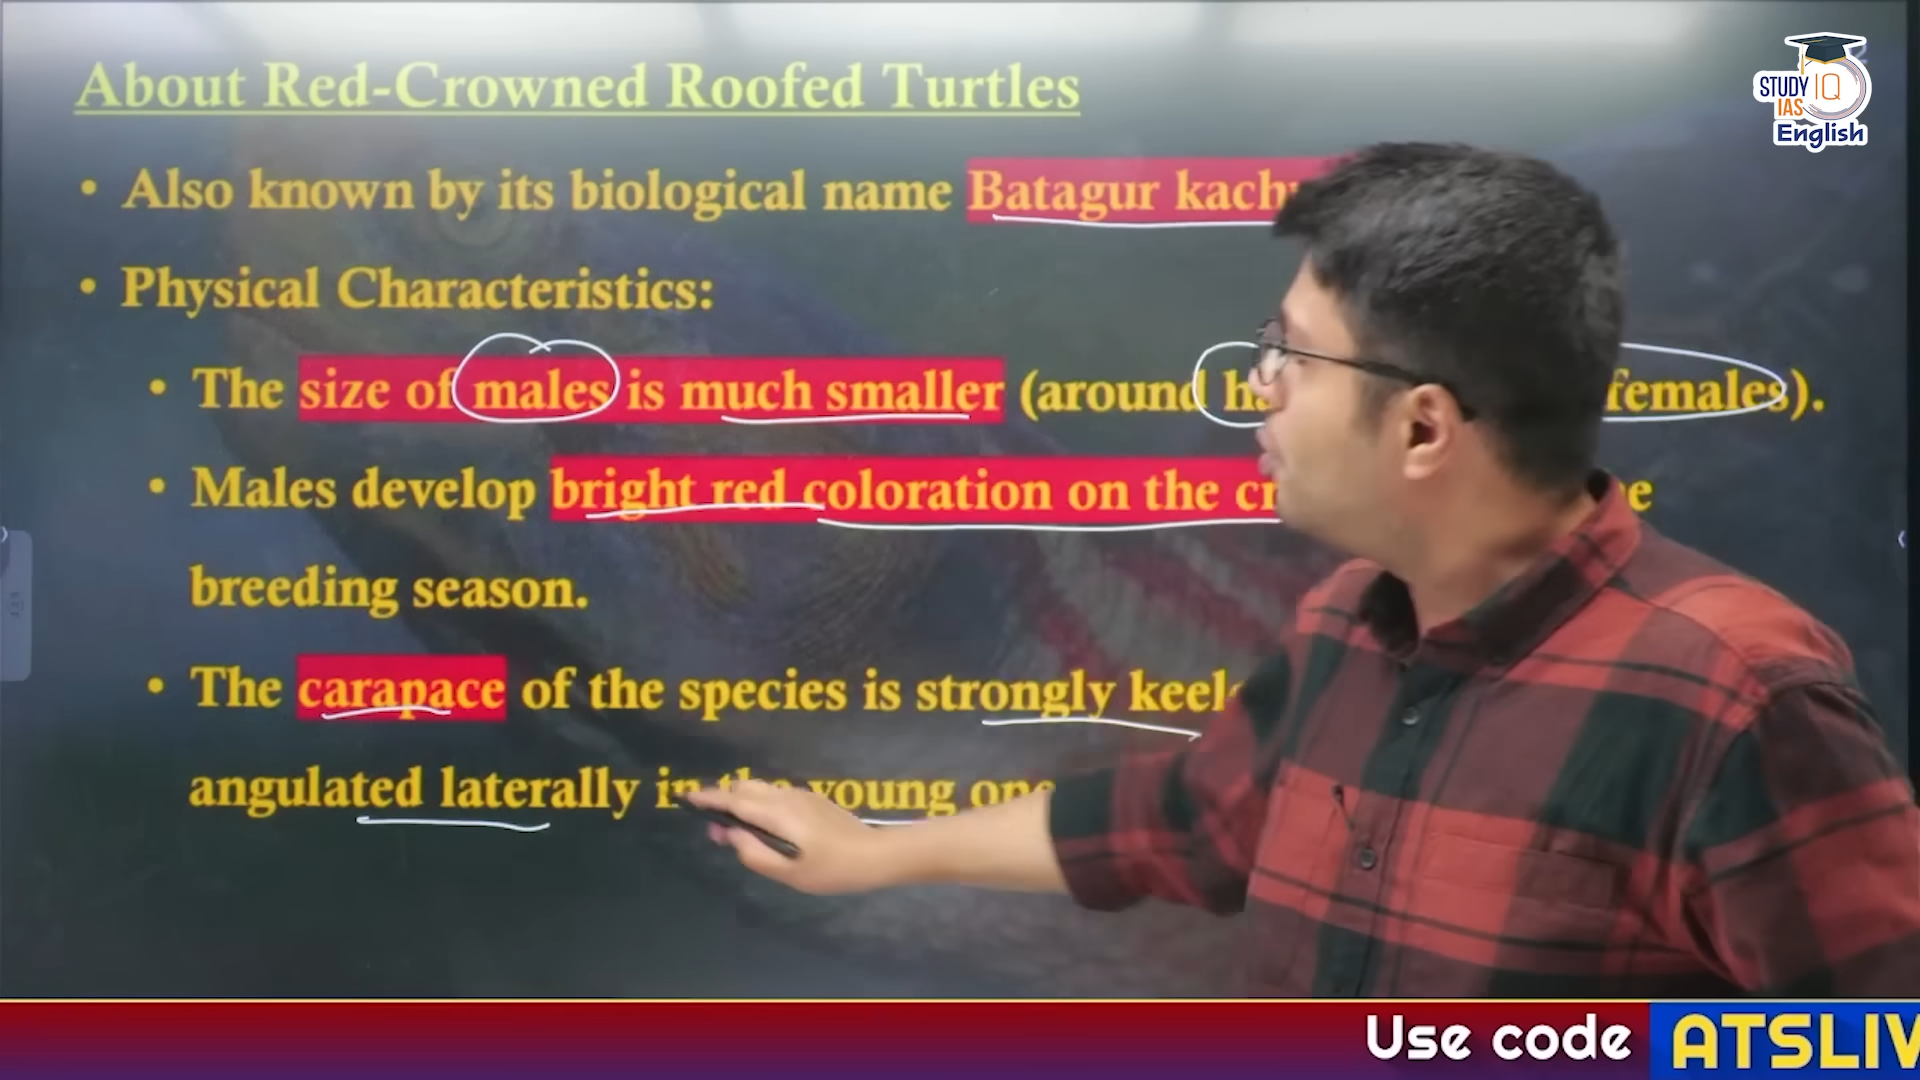 About Red-Crowned Roofed Turtles
STUDY IQ
IAS
English
• Also known by its biological name Batagur
• Physical Characteristics:
• The size of males is much smaller (around females).
• Males develop bright red coloration on the
breeding season.
• The carapace of the species is strongly
angulated laterally in the young
Use code